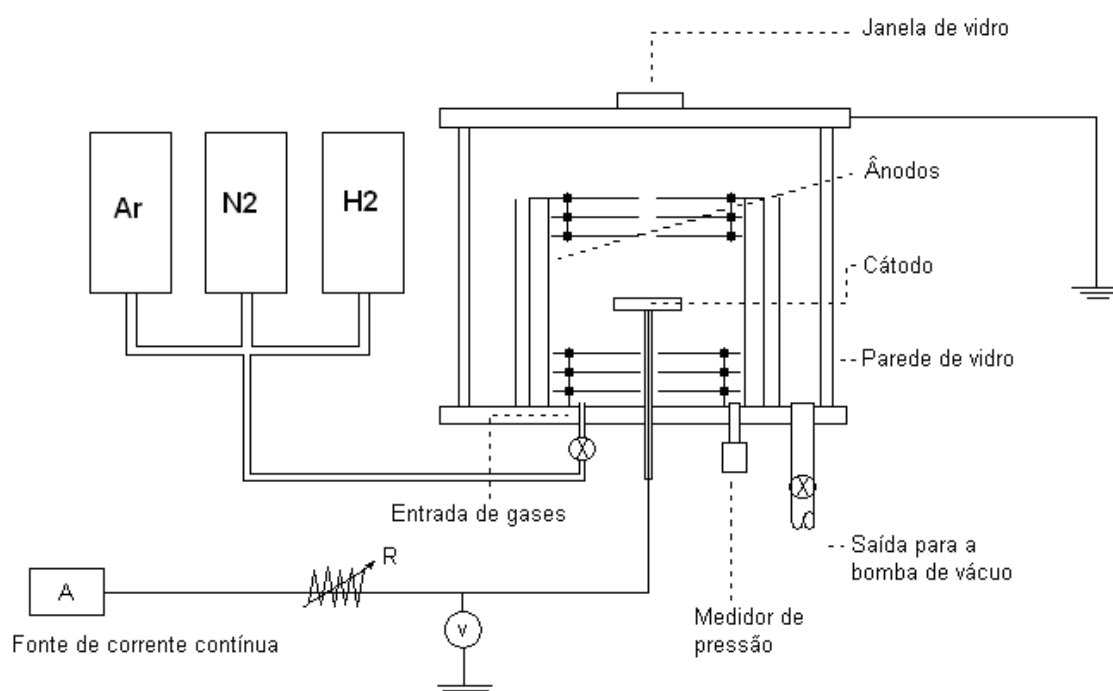 Janela de vidro
Ar
N2
H2
Ânodos
Cátodo
Parede de vidro
Entrada de gases
R
A
V
Saída para a
bomba de vácuo
Medidor de
pressão
Fonte de corrente contínua